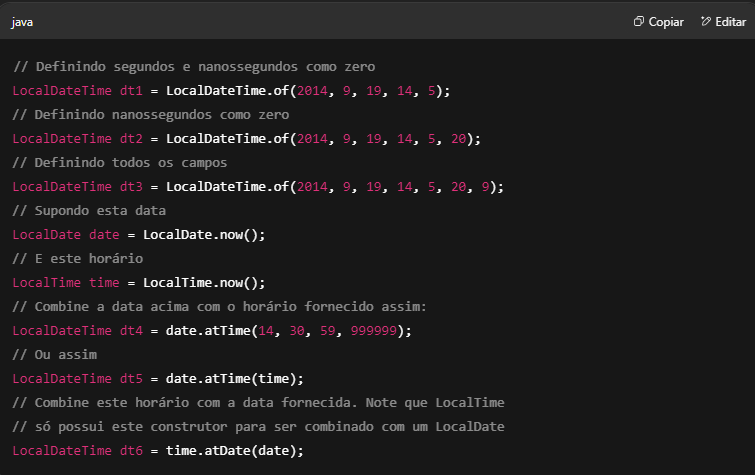 java
Copiar
Editar
// Definindo segundos e nanossegundos como zero
LocalDateTime dt1 = LocalDateTime.of(2014, 9, 19, 14, 5);
// Definindo nanossegundos como zero
LocalDateTime dt2 = LocalDateTime.of(2014, 9, 19, 14, 5, 20);
// Definindo todos os campos
LocalDateTime dt3 = LocalDateTime.of(2014, 9, 19, 14, 5, 20, 9);
// Supondo esta data
LocalDate date = LocalDate.now();
// E este horário
LocalTime time = LocalTime.now();
// Combine a data acima com o horário fornecido assim:
LocalDateTime dt4 = date.atTime(14, 30, 59, 999999);
// Ou assim
LocalDateTime dt5 = date.atTime(time);
// Combine este horário com a data fornecida. Note que LocalTime
// só possui este construtor para ser combinado com um LocalDate
LocalDateTime dt6 = time.atDate(date);